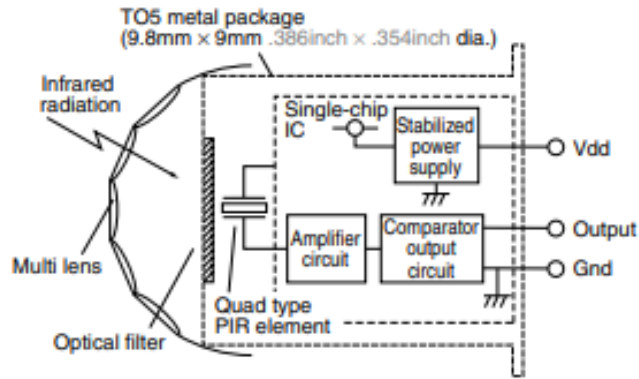 TO5 metal package
(9.8mm × 9mm .386inch × .354inch dia.)
Infrared
radiation
Single-chip
IC
Stabilized
power
supply
Vdd
Amplifier
circuit
Comparator
output
circuit
Output
Gnd
Multi lens
Quad type
PIR element
Optical filter